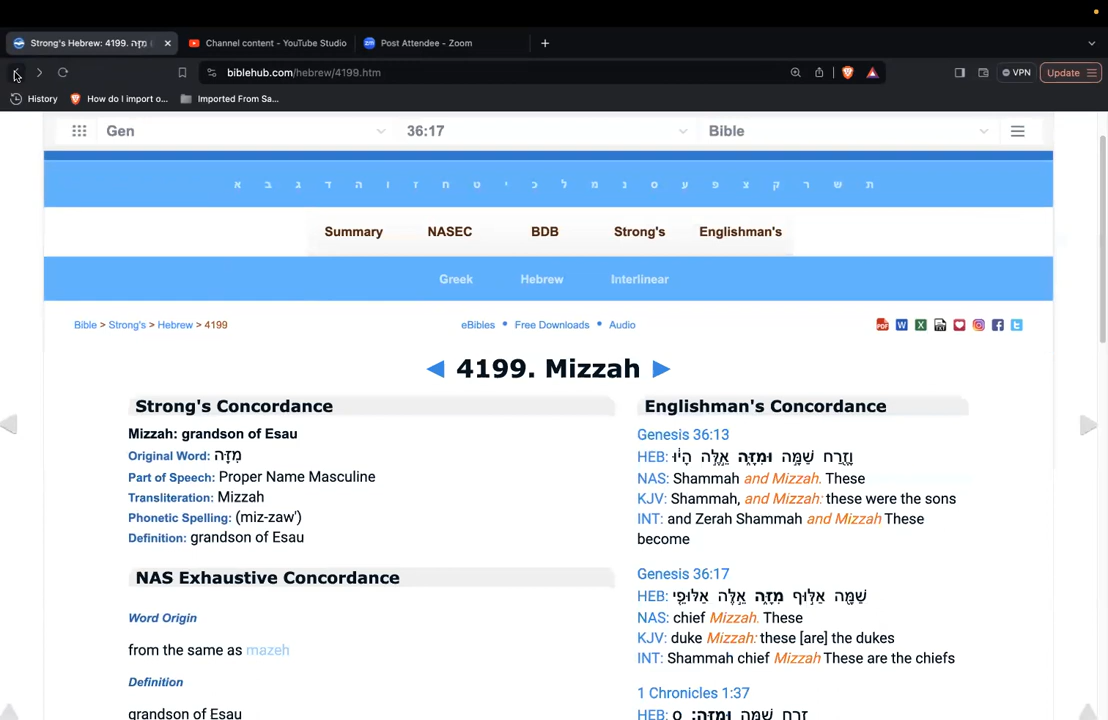 Strong's Hebrew: 4199. מִזָּה (
Channel content - YouTube Studio
Post Attendee - Zoom
biblehub.com/hebrew/4199.htm
VPN
Update
History
How do I import o...
Imported From Sa...
Gen
36:17
Bible
א ב ג ד ה ו ז ח ט י כ ל מ נ ס ע פ צ ק ר ש ת
Summary NASEC BDB Strong's Englishman's
Greek Hebrew Interlinear
Bible > Strong's > Hebrew > 4199
eBibles • Free Downloads • Audio
◄ 4199. Mizzah ►
Strong's Concordance
Mizzah: grandson of Esau
Original Word: מִזָּה
Part of Speech: Proper Name Masculine
Transliteration: Mizzah
Phonetic Spelling: (miz-zaw')
Definition: grandson of Esau
NAS Exhaustive Concordance
Word Origin
from the same as mazeh
Definition
grandson of Esau
Englishman's Concordance
Genesis 36:13
HEB: וָזֶ֖רַח שַׁמָּ֣ה וּמִזָּ֑ה אֵ֣לֶּה הָי֔וּ
NAS: Shammah and Mizzah. These
KJV: Shammah, and Mizzah: these were the sons
INT: and Zerah Shammah and Mizzah These
become
Genesis 36:17
HEB: שַׁמָּ֖ה אַלּ֣וּף מִזָּ֑ה אֵ֣לֶּה אַלּוּפֵ֤י
NAS: chief Mizzah. These
KJV: duke Mizzah: these [are] the dukes
INT: Shammah chief Mizzah These are the chiefs
1 Chronicles 1:37
HEB: זֶ֖רַח שַׁמָּ֥ה וּמִזָּֽה׃ ס